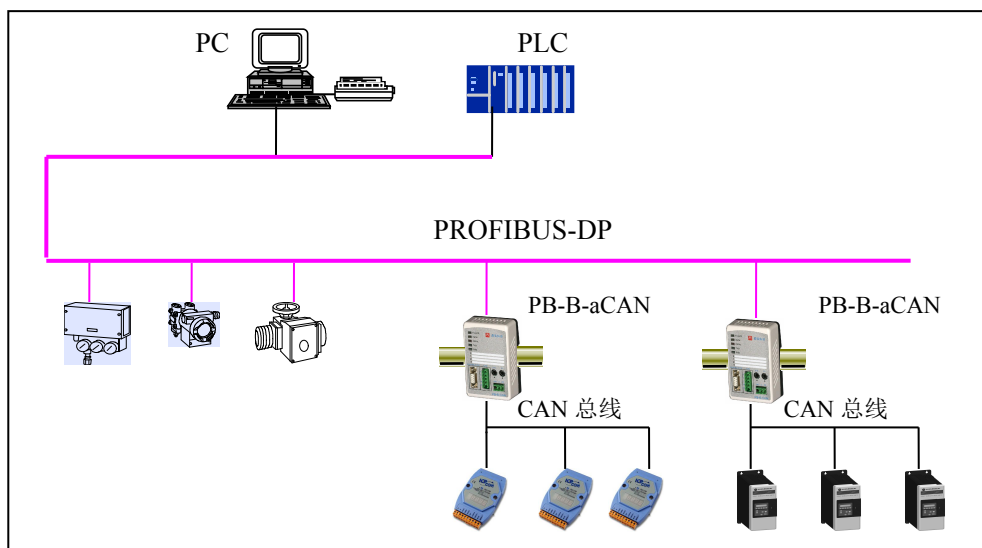 PC
PLC
PROFIBUS-DP
PB-B-aCAN
PB-B-aCAN
CAN 总线
CAN 总线